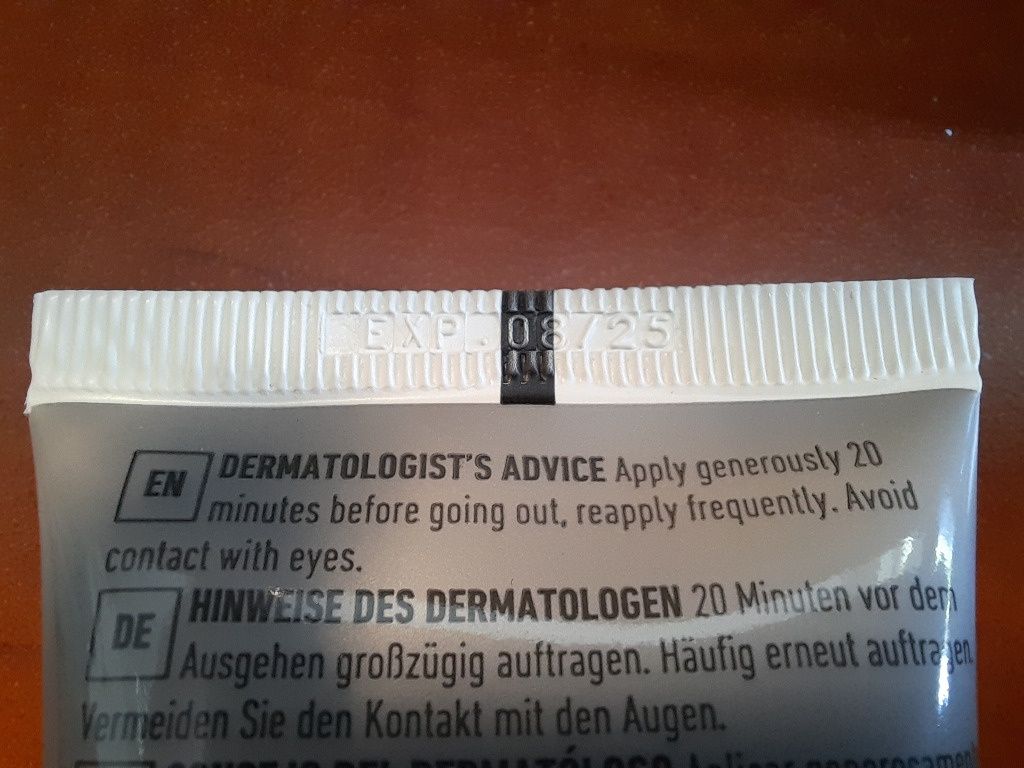 EXP.08/25
EN DERMATOLOGIST'S ADVICE Apply generously 20
minutes before going out, reapply frequently. Avoid
contact with eyes.
DE HINWEISE DES DERMATOLOGEN 20 Minuten vor dem
Ausgehen großzügig auftragen. Häufig erneut auftragen.
Vermeiden Sie den Kontakt mit den Augen.
DEL DERMATÓLOGO